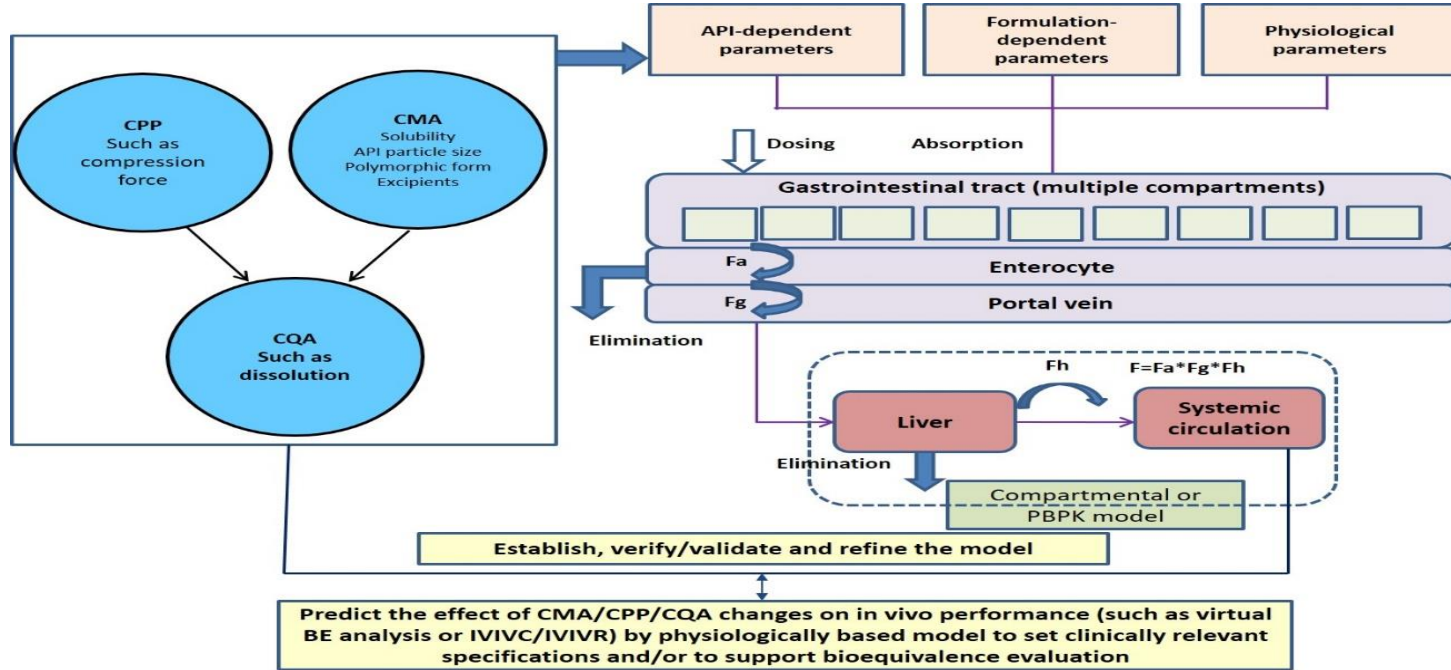 CPP
Such as
compression
force
CMA
Solubility
API particle size
Polymorphic form
Excipients
CQA
Such as
dissolution
API-dependent
parameters
Formulation-
dependent
parameters
Physiological
parameters
Dosing
Absorption
Gastrointestinal tract (multiple compartments)
Fa
Enterocyte
Fg
Portal vein
Elimination
Fh
F=Fa*Fg*Fh
Liver
Systemic
circulation
Elimination
Compartmental or
PBPK model
Establish, verify/validate and refine the model
Predict the effect of CMA/CPP/CQA changes on in vivo performance (such as virtual
BE analysis or IVIVC/IVIVR) by physiologically based model to set clinically relevant
specifications and/or to support bioequivalence evaluation